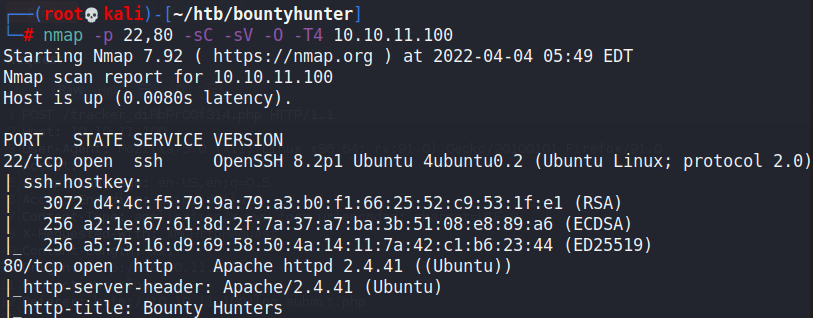 ┌──(root💀kali)-[~/htb/bountyhunter]
└─# nmap -p 22,80 -sC -sV -O -T4 10.10.11.100
Starting Nmap 7.92 ( https://nmap.org ) at 2022-04-04 05:49 EDT
Nmap scan report for 10.10.11.100
Host is up (0.0080s latency).
PORT   STATE SERVICE VERSION
22/tcp open  ssh     OpenSSH 8.2p1 Ubuntu 4ubuntu0.2 (Ubuntu Linux; protocol 2.0)
| ssh-hostkey:
|   3072 d4:4c:f5:79:9a:79:a3:b0:f1:66:25:52:c9:53:1f:e1 (RSA)
|   256 a2:1e:67:61:8d:2f:7a:37:a7:ba:3b:51:08:e8:89:a6 (ECDSA)
|_  256 a5:75:16:d9:69:58:50:4a:14:11:7a:42:c1:b6:23:44 (ED25519)
80/tcp open  http    Apache httpd 2.4.41 ((Ubuntu))
|_http-server-header: Apache/2.4.41 (Ubuntu)
|_http-title: Bounty Hunters